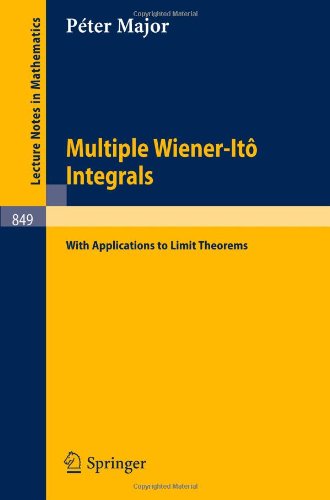 Péter Major
Lecture Notes in Mathematics
Multiple Wiener-Itô
Integrals
849
With Applications to Limit Theorems
Springer